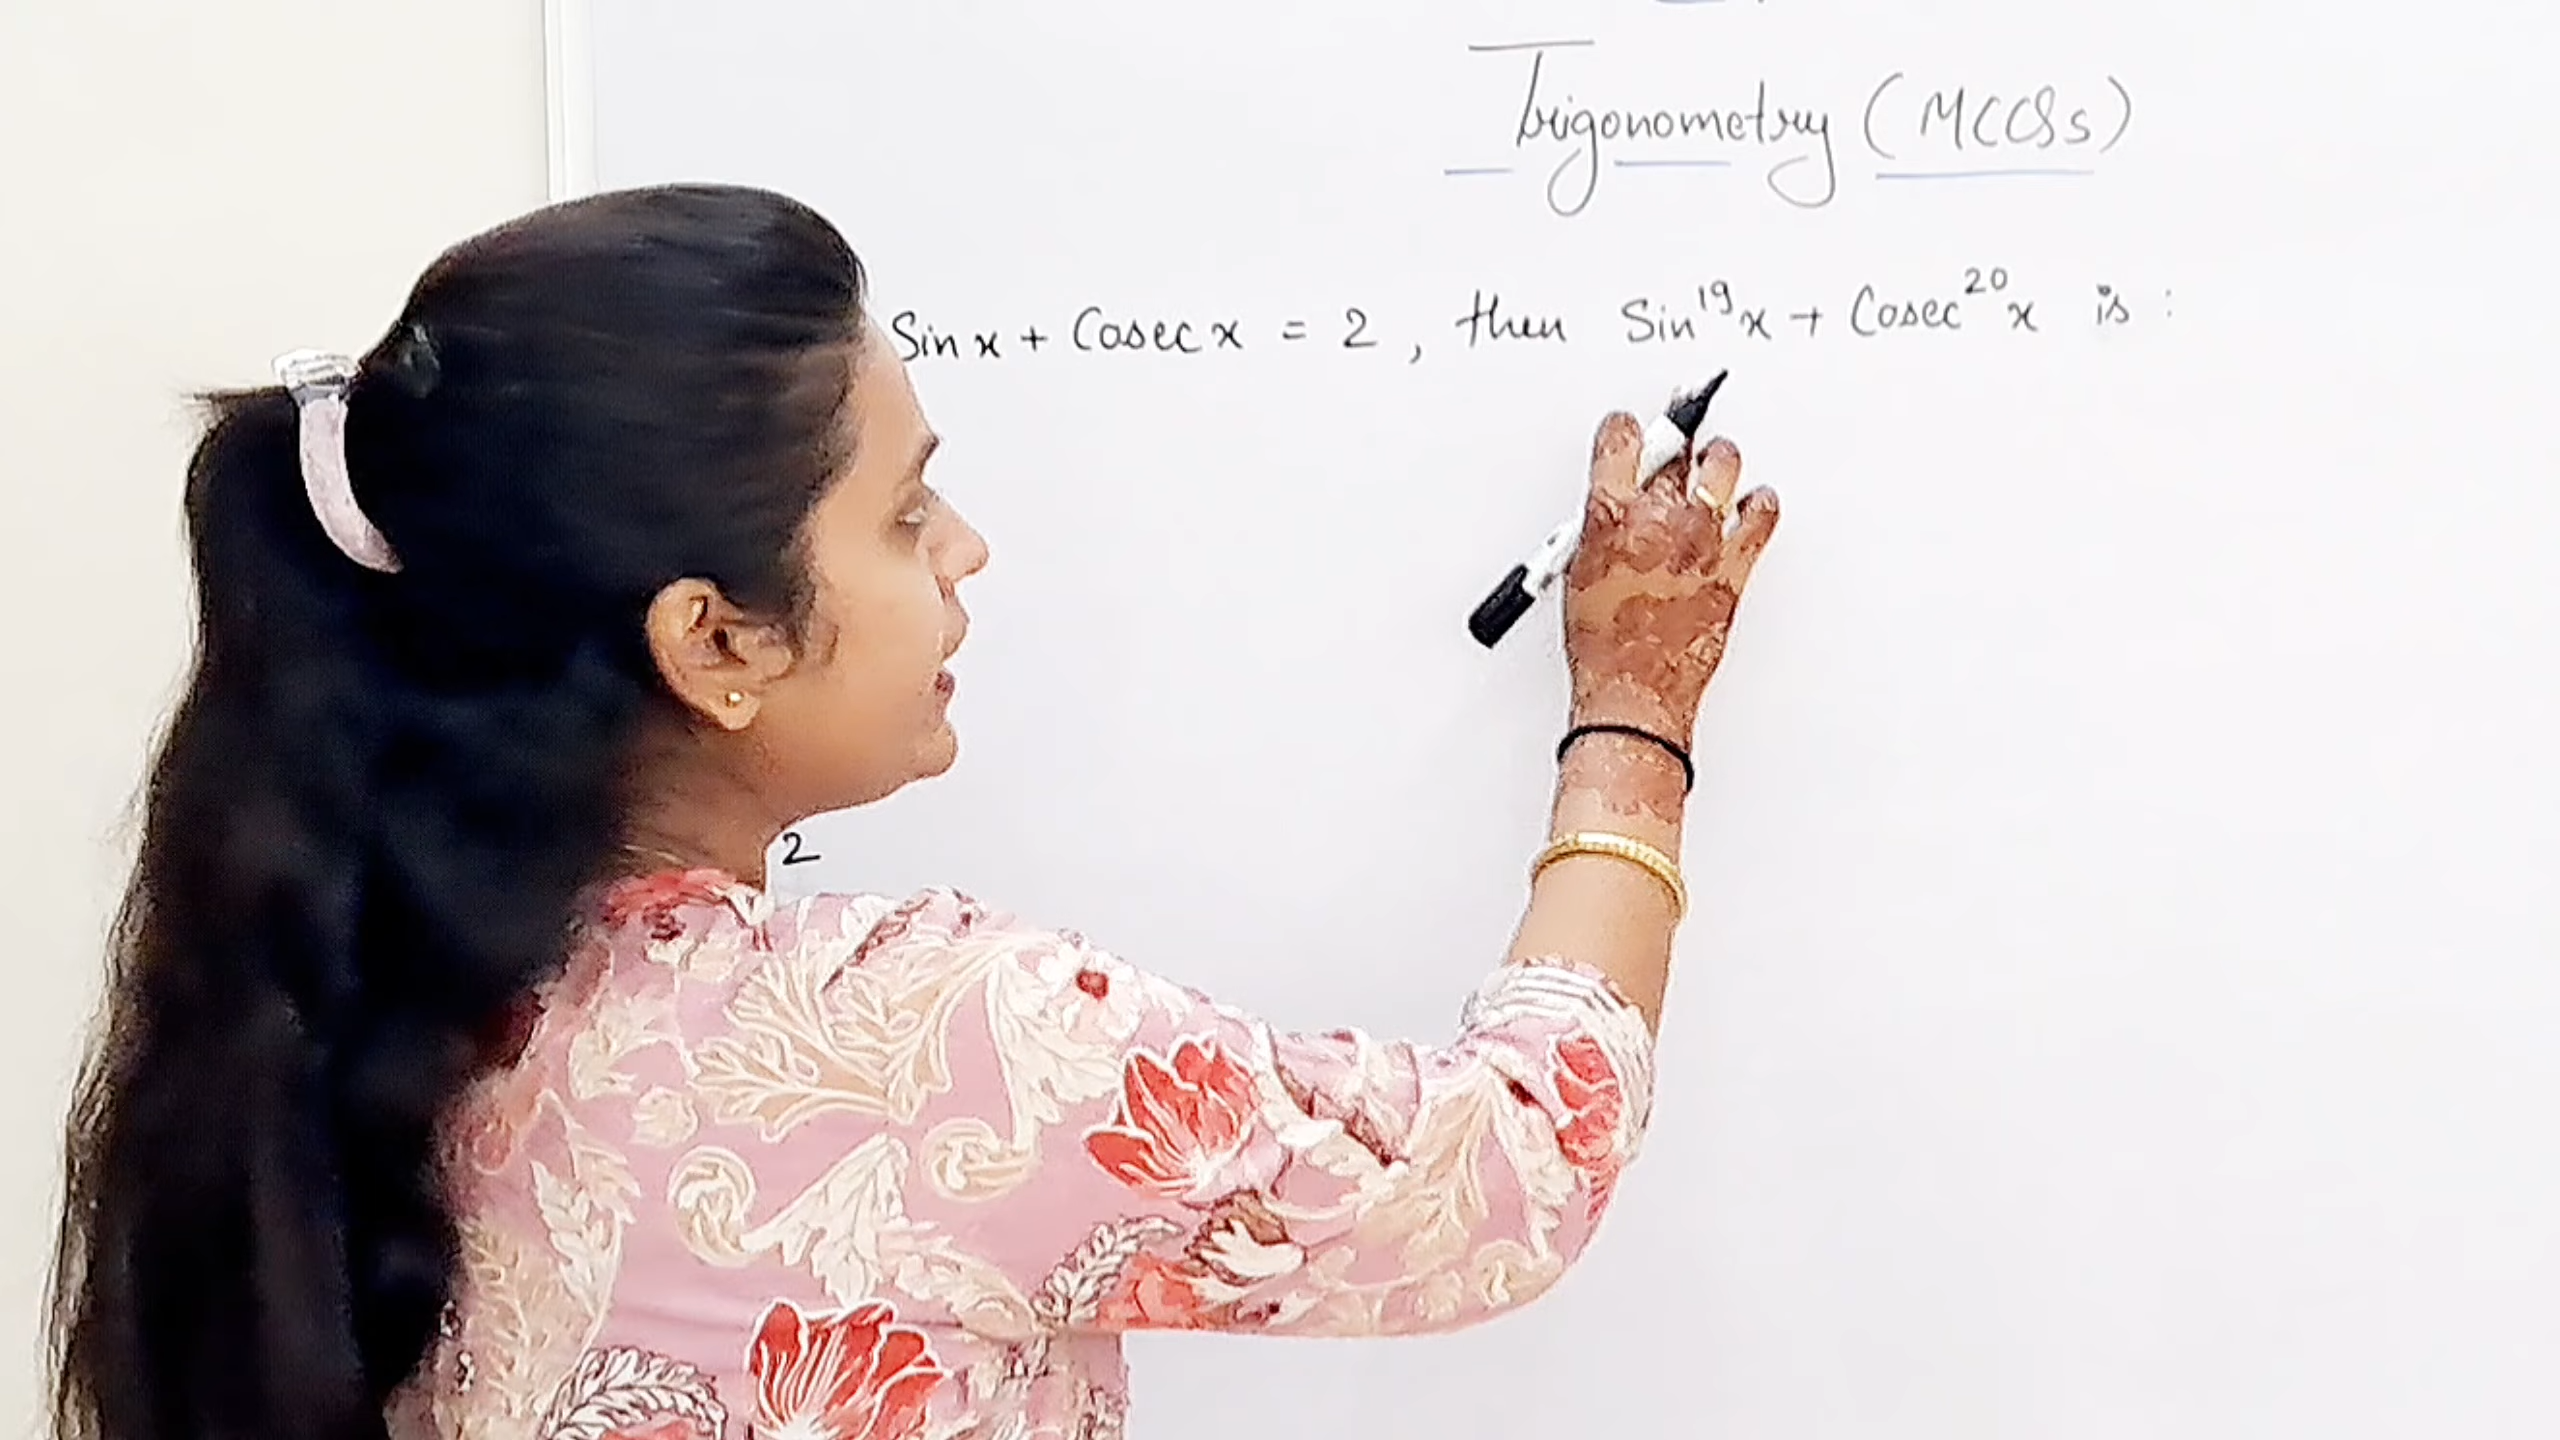 Trigonometry (MCQs)
Sin x + Cosec x = 2, then Sin¹⁹x + Cosec²⁰x is :
2